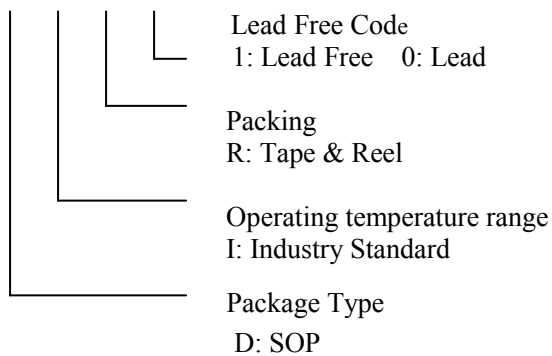 Lead Free Code
1: Lead Free 0: Lead
Packing
R: Tape & Reel
Operating temperature range
I: Industry Standard
Package Type
D: SOP